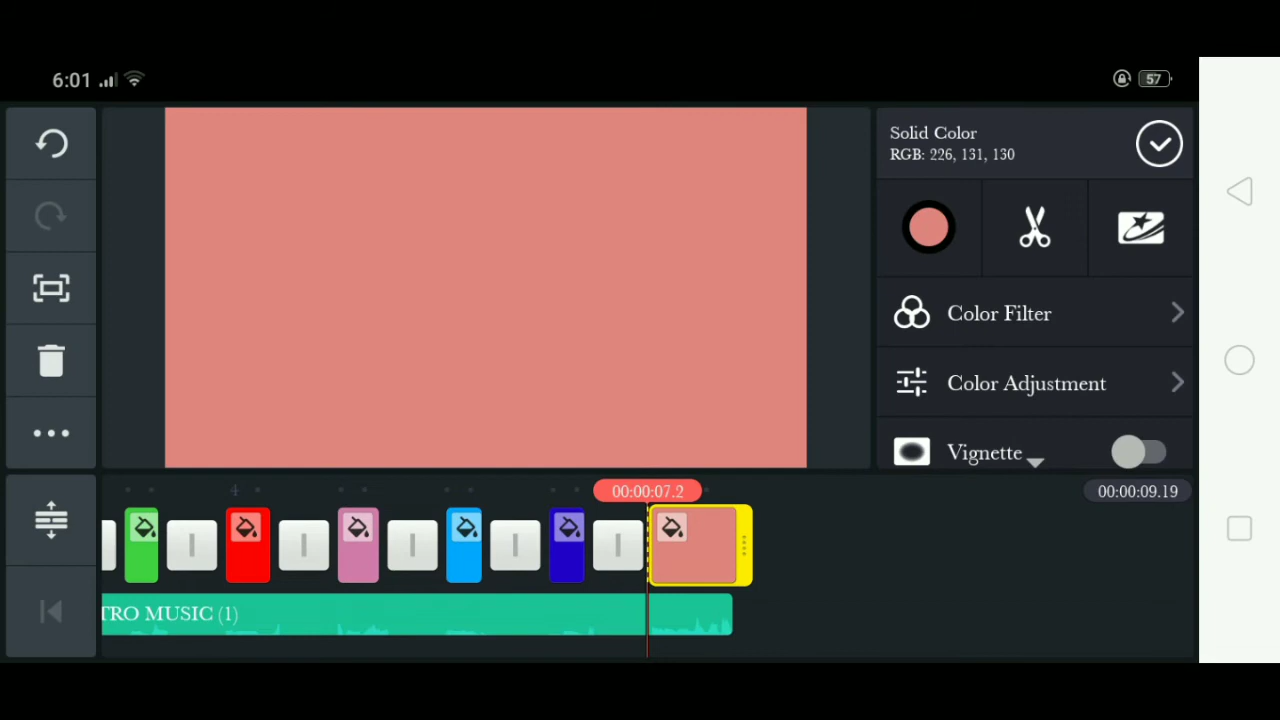 6:01
57
Solid Color
RGB: 226, 131, 130
Color Filter
Color Adjustment
Vignette
4
00:00:07.2
00:00:09.19
TRO MUSIC (1)